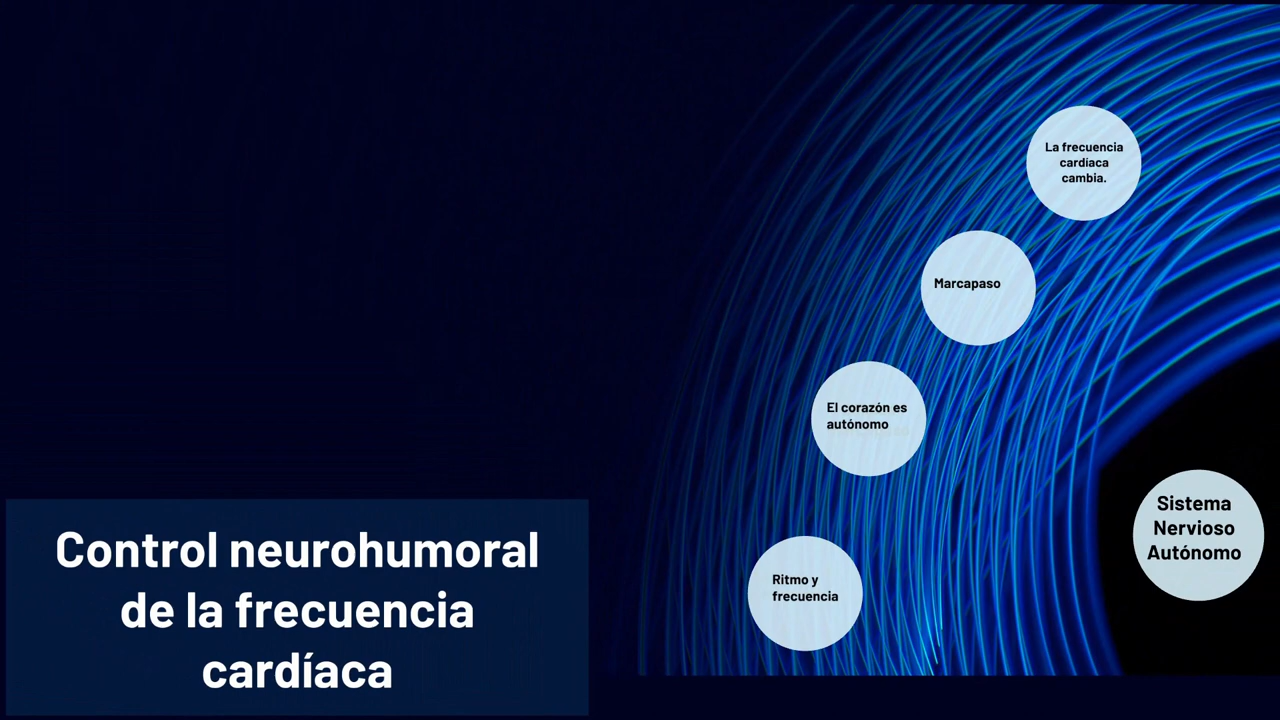 La frecuencia
cardíaca
cambia.
Marcapaso
El corazón es
autónomo
Ritmo y
frecuencia
Sistema
Nervioso
Autónomo
Control neurohumoral
de la frecuencia
cardíaca